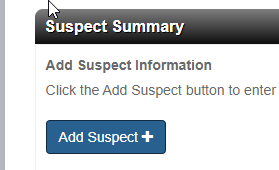 Suspect Summary
Add Suspect Information
Click the Add Suspect button to enter
Add Suspect +